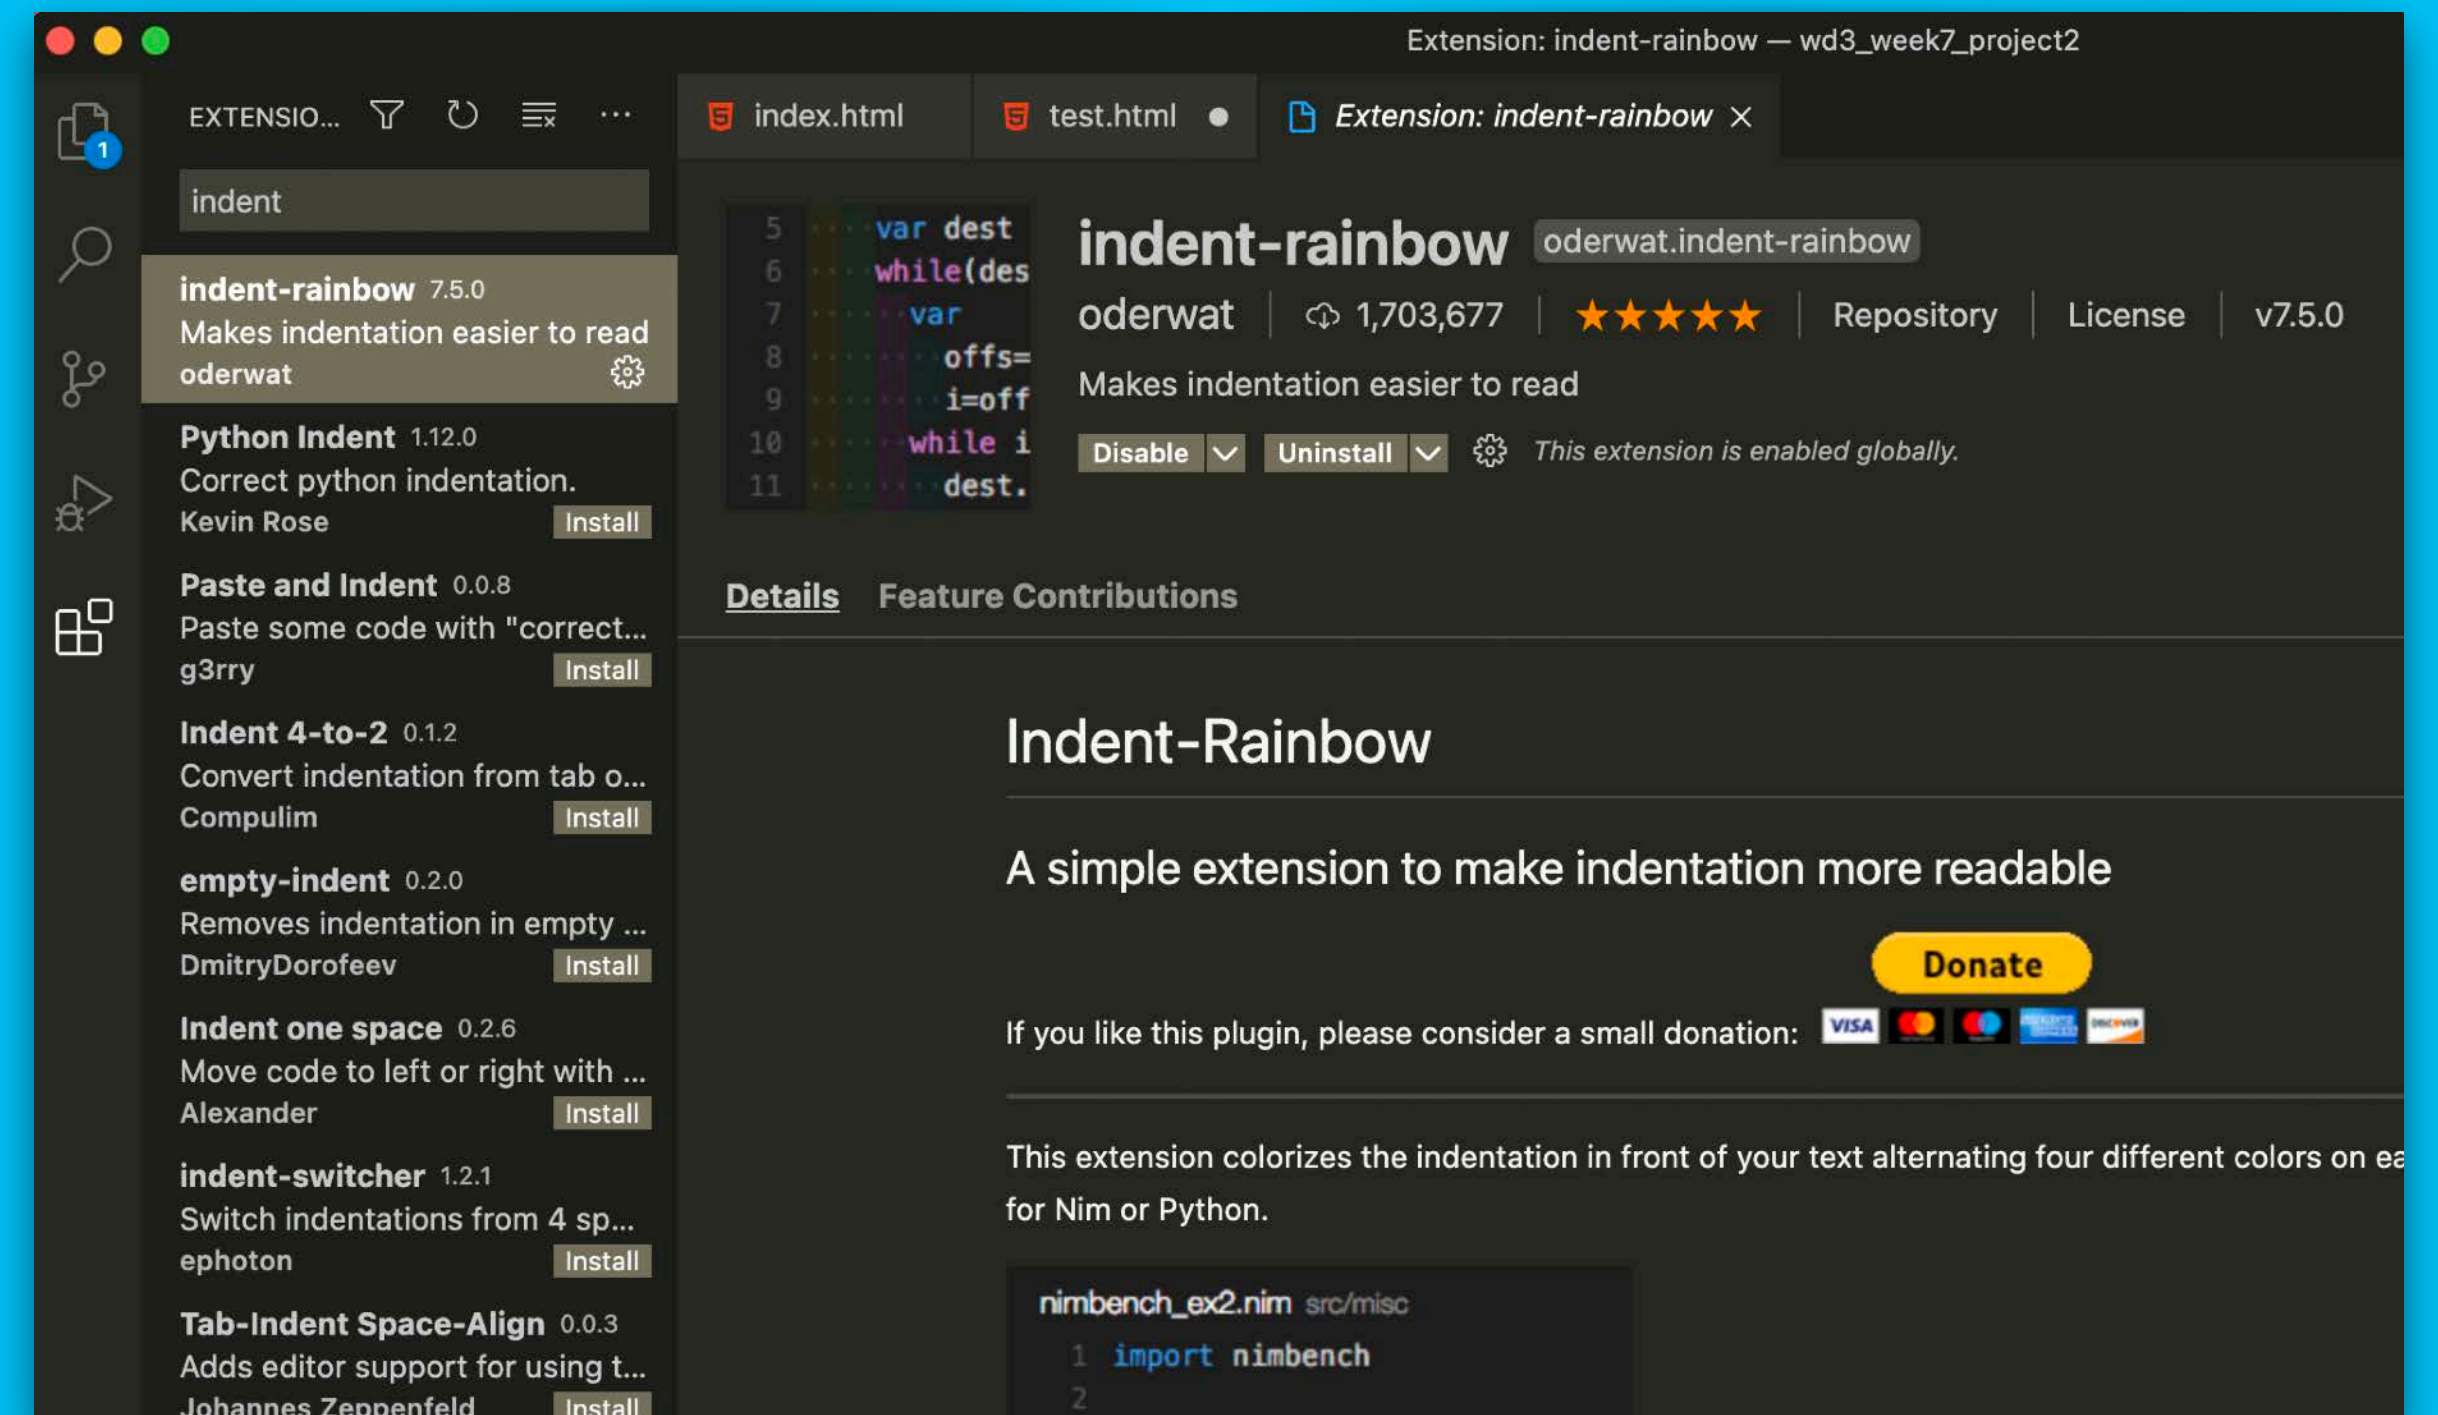 Extension: indent-rainbow — wd3_week7_project2
1
EXTENSIO... ...
index.html
test.html
Extension: indent-rainbow
indent
indent-rainbow 7.5.0
Makes indentation easier to read
oderwat
Python Indent 1.12.0
Correct python indentation.
Kevin Rose Install
Paste and Indent 0.0.8
Paste some code with "correct...
g3rry Install
Indent 4-to-2 0.1.2
Convert indentation from tab o...
Compulim Install
empty-indent 0.2.0
Removes indentation in empty ...
DmitryDorofeev Install
Indent one space 0.2.6
Move code to left or right with ...
Alexander Install
indent-switcher 1.2.1
Switch indentations from 4 sp...
ephoton Install
Tab-Indent Space-Align 0.0.3
Adds editor support for using t...
Johannes Zeppenfeld Install
5 var dest
6 while(des
7 var
8 offs=
9 i=off
10 while i
11 dest.
indent-rainbow oderwat.indent-rainbow
oderwat 1,703,677 ★★★★★ Repository License v7.5.0
Makes indentation easier to read
Disable Uninstall This extension is enabled globally.
Details Feature Contributions
Indent-Rainbow
A simple extension to make indentation more readable
Donate
If you like this plugin, please consider a small donation: VISA DISCOVER
This extension colorizes the indentation in front of your text alternating four different colors on ea
for Nim or Python.
nimbench_ex2.nim src/misc
1 import nimbench
2